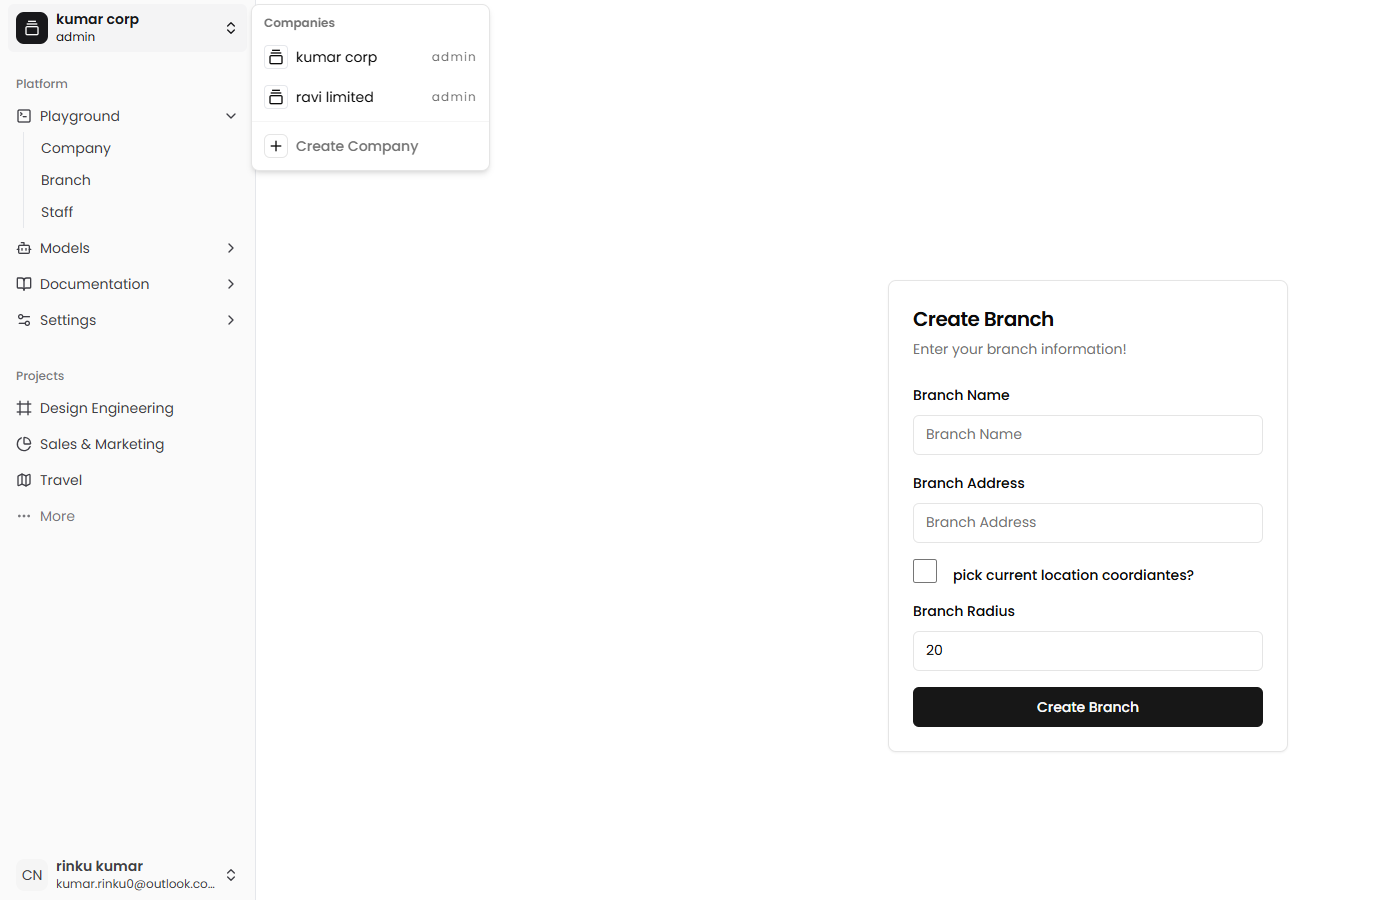 kumar corp
admin
Platform
Playground
Company
Branch
Staff
Models
Documentation
Settings
Projects
Design Engineering
Sales & Marketing
Travel
More
CN
rinku kumar
kumar.rinku0@outlook.co...
Companies
kumar corp admin
ravi limited admin
Create Company
Create Branch
Enter your branch information!
Branch Name
Branch Name
Branch Address
Branch Address
pick current location coordiantes?
Branch Radius
20
Create Branch